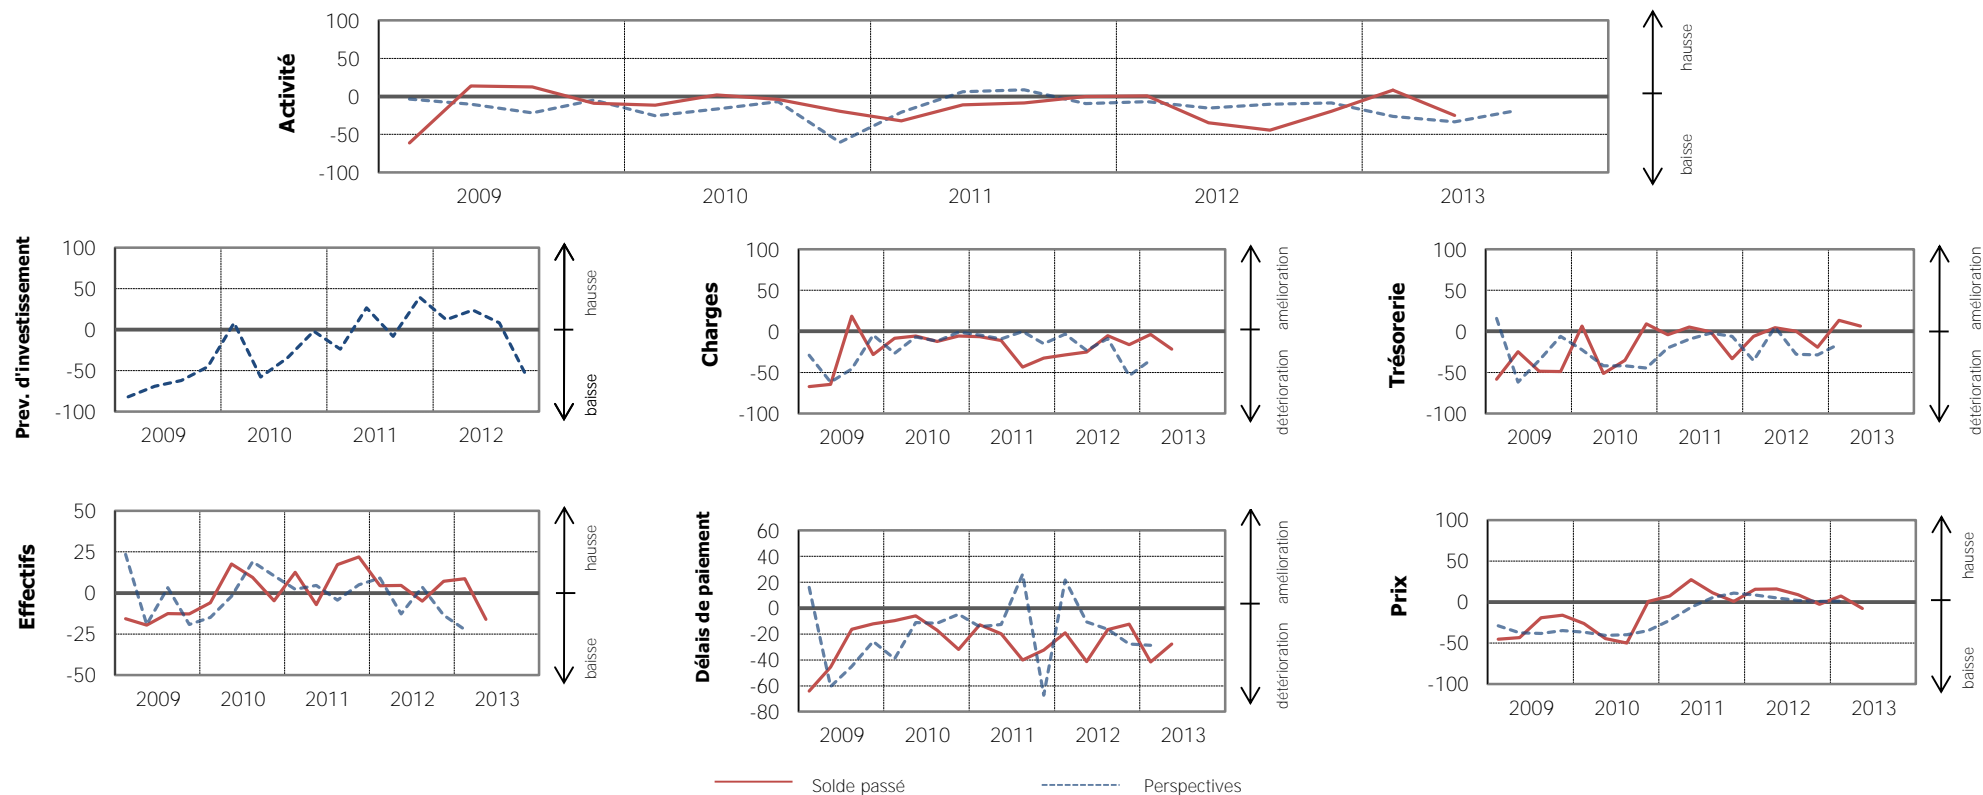 Activité
100
50
0
-50
-100
2009 2010 2011 2012 2013
hausse
baisse
Prev. d'investissement
100
50
0
-50
-100
2009 2010 2011 2012
hausse
baisse
Charges
100
50
0
-50
-100
2009 2010 2011 2012 2013
amélioration
détérioration
Trésorerie
100
50
0
-50
-100
2009 2010 2011 2012 2013
amélioration
détérioration
Effectifs
50
25
0
-25
-50
2009 2010 2011 2012 2013
hausse
baisse
Délais de paiement
60
40
20
0
-20
-40
-60
-80
2009 2010 2011 2012 2013
amélioration
détérioration
Prix
100
50
0
-50
-100
2009 2010 2011 2012 2013
hausse
baisse
Solde passé Perspectives